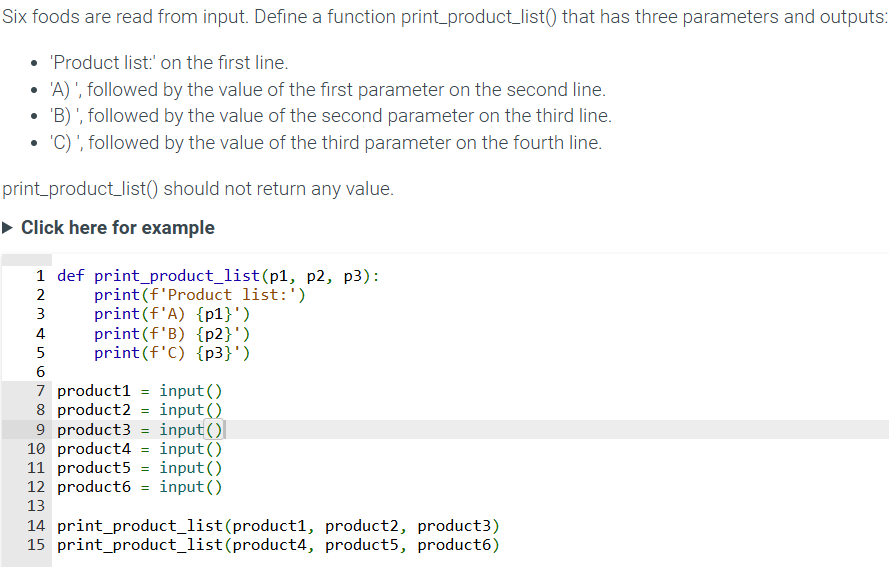 Six foods are read from input. Define a function print_product_list() that has three parameters and outputs:
• 'Product list:' on the first line.
• 'A) ', followed by the value of the first parameter on the second line.
• 'B) ', followed by the value of the second parameter on the third line.
• 'C) ', followed by the value of the third parameter on the fourth line.
print_product_list() should not return any value.
▶ Click here for example
1 def print_product_list(p1, p2, p3):
2     print(f'Product list:')
3     print(f'A) {p1}')
4     print(f'B) {p2}')
5     print(f'C) {p3}')
6
7 product1 = input()
8 product2 = input()
9 product3 = input()
10 product4 = input()
11 product5 = input()
12 product6 = input()
13
14 print_product_list(product1, product2, product3)
15 print_product_list(product4, product5, product6)